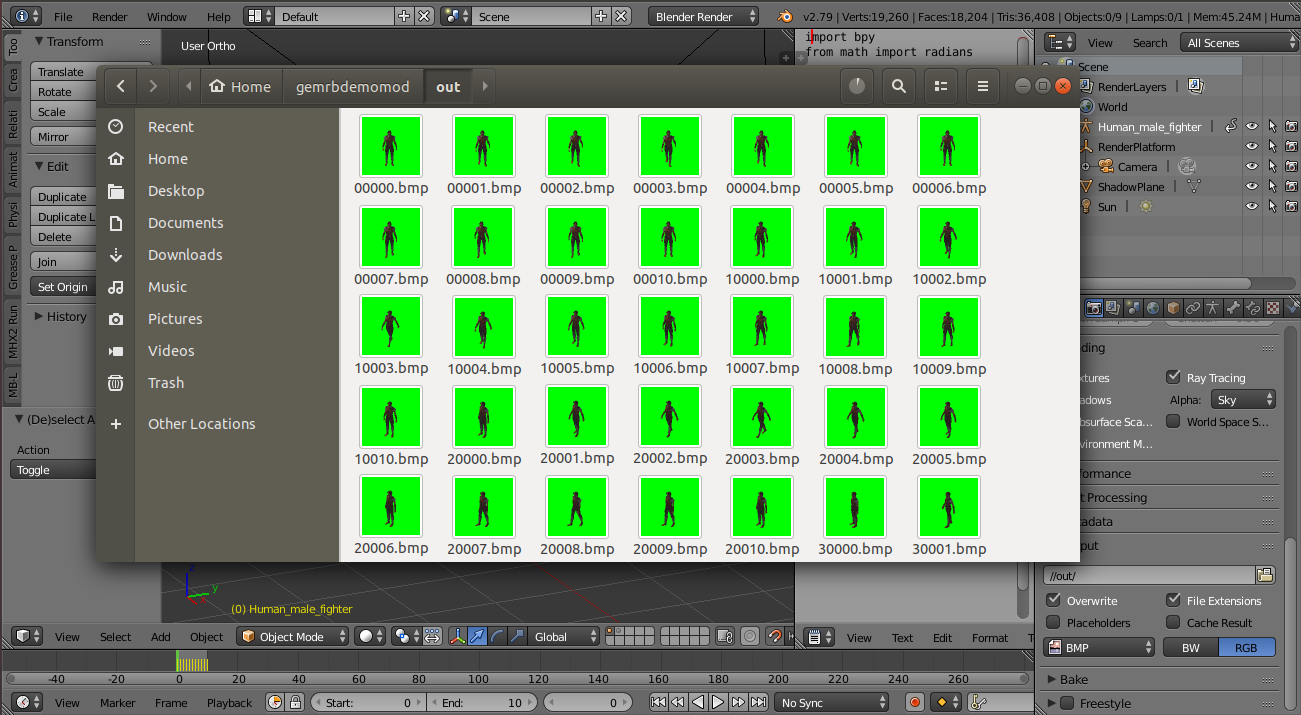 File Render Window Help Default Scene Blender Render v2.79 | Verts:19,260 | Faces:18,204 | Tris:36,408 | Objects:0/9 | Lamps:0/1 | Mem:45.24M | Huma
Transform
User Ortho
import bpy
from math import radians
View Search All Scenes
Translate
Rotate
Scale
Mirror
Edit
Duplicate
Duplicate L
Delete
Join
Set Origin
History
Too
Crea
Relati
Animat
Physi
Grease P
MHX2 Run
MB-L
(De)select A
Action
Toggle
Home gemrbdemomod out
Recent
Home
Desktop
Documents
Downloads
Music
Pictures
Videos
Trash
Other Locations
00000.bmp 00001.bmp 00002.bmp 00003.bmp 00004.bmp 00005.bmp 00006.bmp
00007.bmp 00008.bmp 00009.bmp 00010.bmp 10000.bmp 10001.bmp 10002.bmp
10003.bmp 10004.bmp 10005.bmp 10006.bmp 10007.bmp 10008.bmp 10009.bmp
10010.bmp 20000.bmp 20001.bmp 20002.bmp 20003.bmp 20004.bmp 20005.bmp
20006.bmp 20007.bmp 20008.bmp 20009.bmp 20010.bmp 30000.bmp 30001.bmp
Scene
RenderLayers
World
Human_male_fighter
RenderPlatform
Camera
ShadowPlane
Sun
ding
xtures Ray Tracing
adows Alpha: Sky
bsurface Sca... World Space S...
vironment M...
formance
t Processing
adata
put
//out/
Overwrite File Extensions
Placeholders Cache Result
BMP BW RGB
Bake
Freestyle
z
y
(0) Human_male_fighter
View Select Add Object Object Mode Global
View Text Edit Format T
-40 -20 0 20 40 60 80 100 120 140 160 180 200 220 240 260
View Marker Frame Playback Start: 0 End: 10 0 No Sync